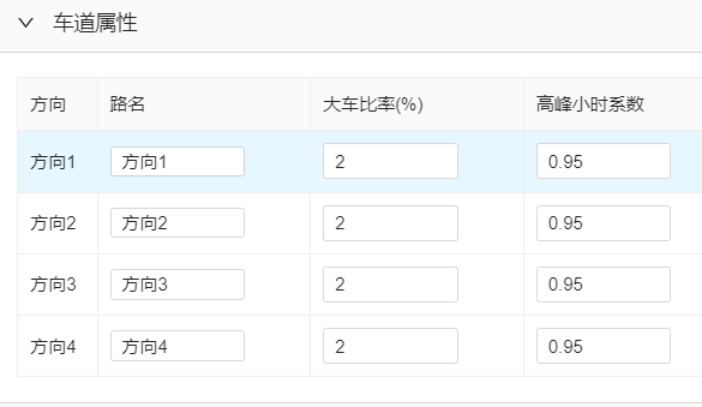 车道属性
方向 路名 大车比率(%) 高峰小时系数
方向1 方向1 2 0.95
方向2 方向2 2 0.95
方向3 方向3 2 0.95
方向4 方向4 2 0.95